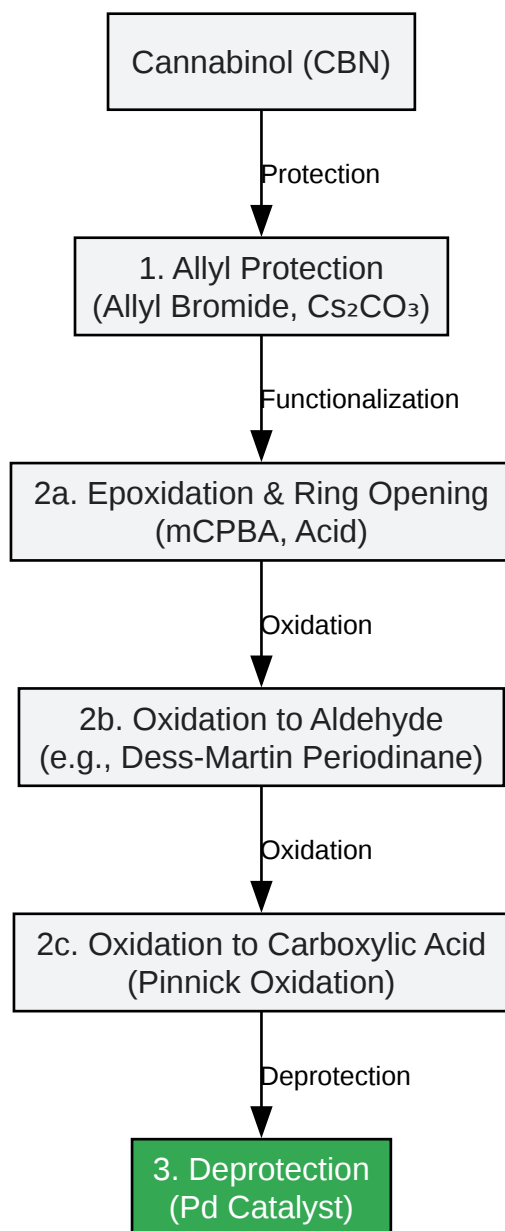 Cannabinol (CBN)
Protection
1. Allyl Protection
(Allyl Bromide, Cs₂CO₃)
Functionalization
2a. Epoxidation & Ring Opening
(mCPBA, Acid)
Oxidation
2b. Oxidation to Aldehyde
(e.g., Dess-Martin Periodinane)
Oxidation
2c. Oxidation to Carboxylic Acid
(Pinnick Oxidation)
Deprotection
3. Deprotection
(Pd Catalyst)